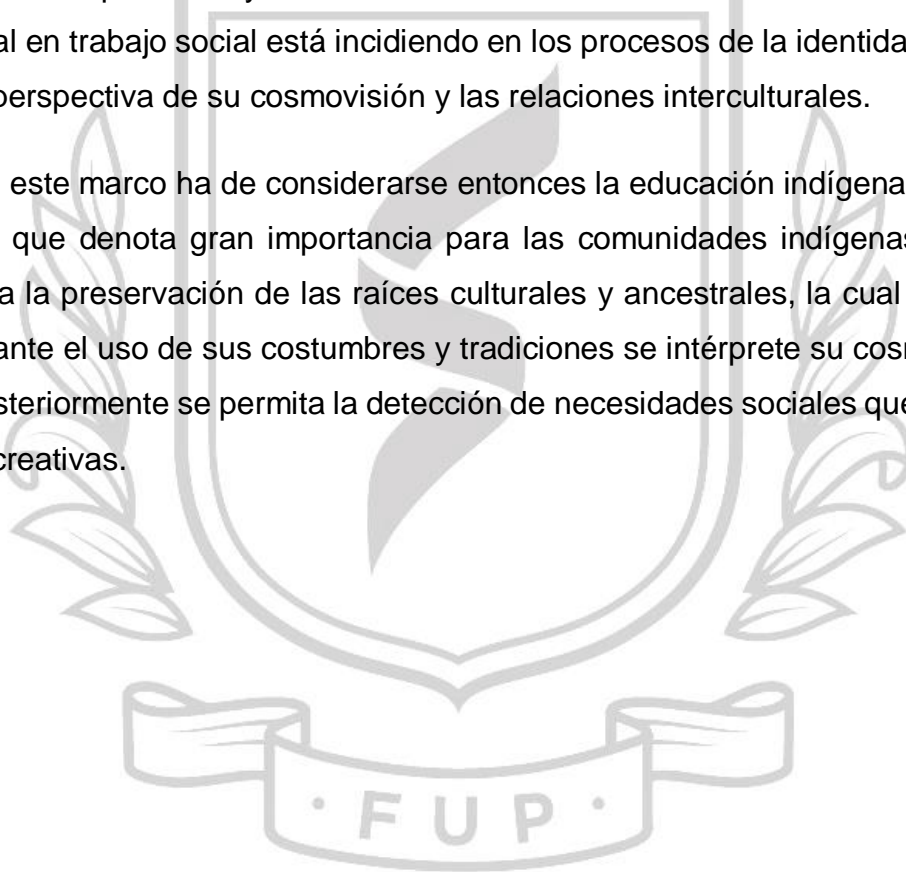 al en trabajo social está incidiendo en los procesos de la identida
perspectiva de su cosmovisión y las relaciones interculturales.
este marco ha de considerarse entonces la educación indígena
que denota gran importancia para las comunidades indígenas
a la preservación de las raíces culturales y ancestrales, la cual
ante el uso de sus costumbres y tradiciones se intérprete su cosm
steriormente se permita la detección de necesidades sociales que
creativas.
· FUP ·